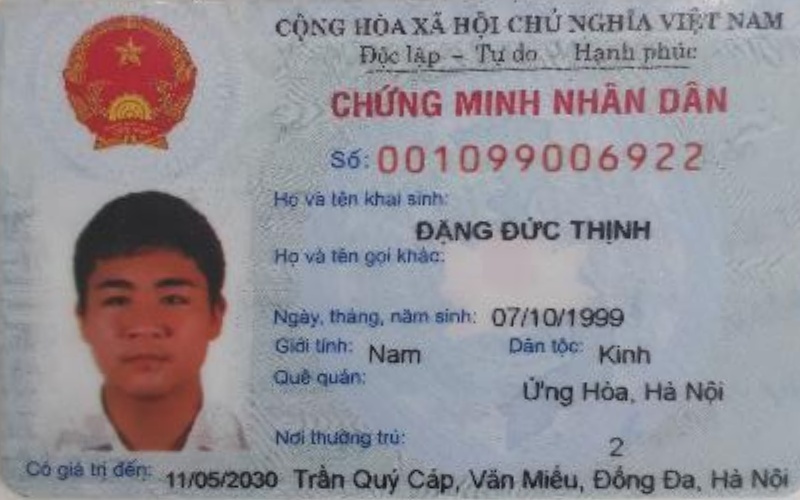 CỘNG HÒA XÃ HỘI CHỦ NGHĨA VIỆT NAM
Độc lập - Tự do - Hạnh phúc
CHỨNG MINH NHÂN DÂN
Số: 001099006922
Họ và tên khai sinh:
ĐẶNG ĐỨC THỊNH
Họ và tên gọi khác:
Ngày, tháng, năm sinh: 07/10/1999
Giới tính: Nam Dân tộc: Kinh
Quê quán:
Ứng Hòa, Hà Nội
Nơi thường trú: 2
Có giá trị đến: 11/05/2030 Trần Quý Cáp, Văn Miếu, Đống Đa, Hà Nội